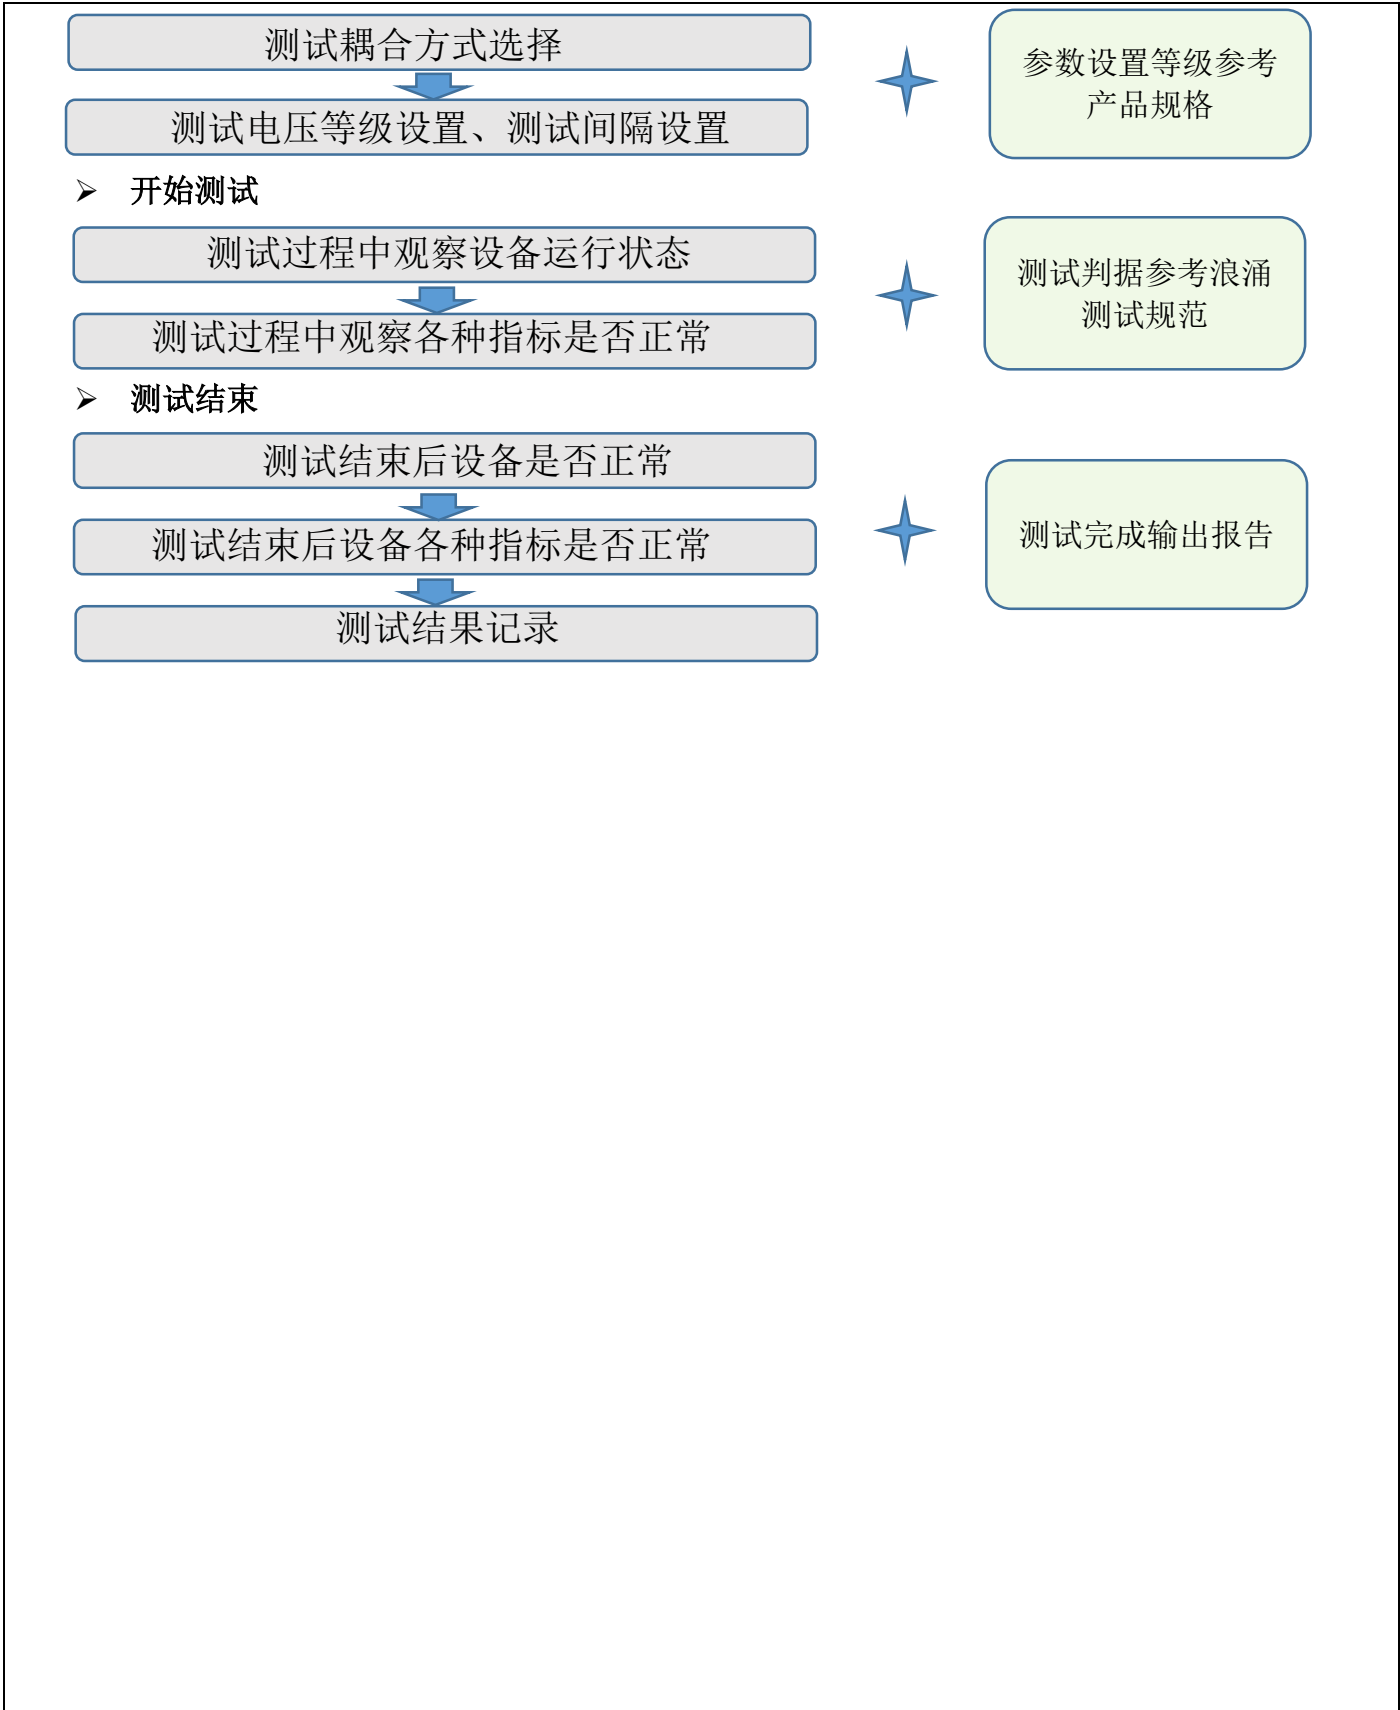 测试耦合方式选择
测试电压等级设置、测试间隔设置
参数设置等级参考
产品规格
开始测试
测试过程中观察设备运行状态
测试过程中观察各种指标是否正常
测试判据参考浪涌
测试规范
测试结束
测试结束后设备是否正常
测试结束后设备各种指标是否正常
测试结果记录
测试完成输出报告